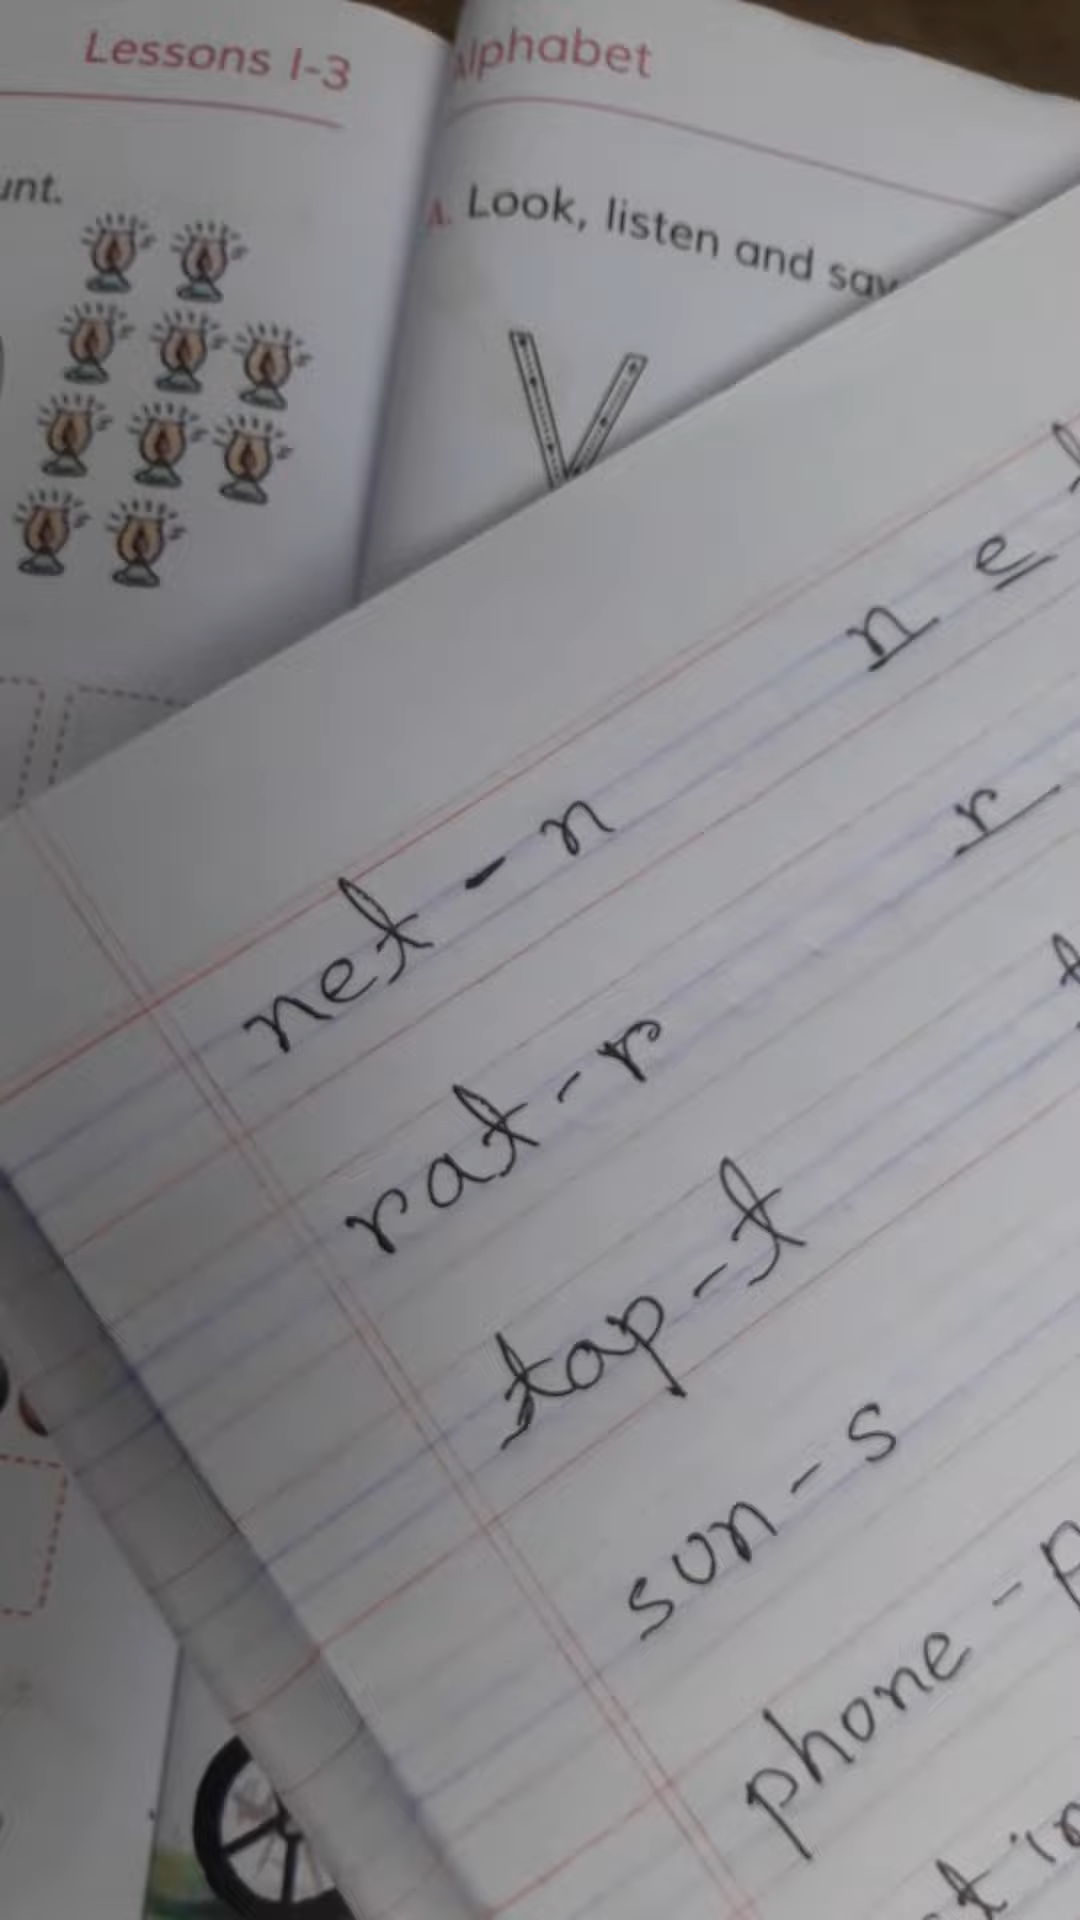 Lessons 1-3
Alphabet
unt.
A. Look, listen and say
net - n n e
rat - r r
tap - t t
sun - s
phone - p